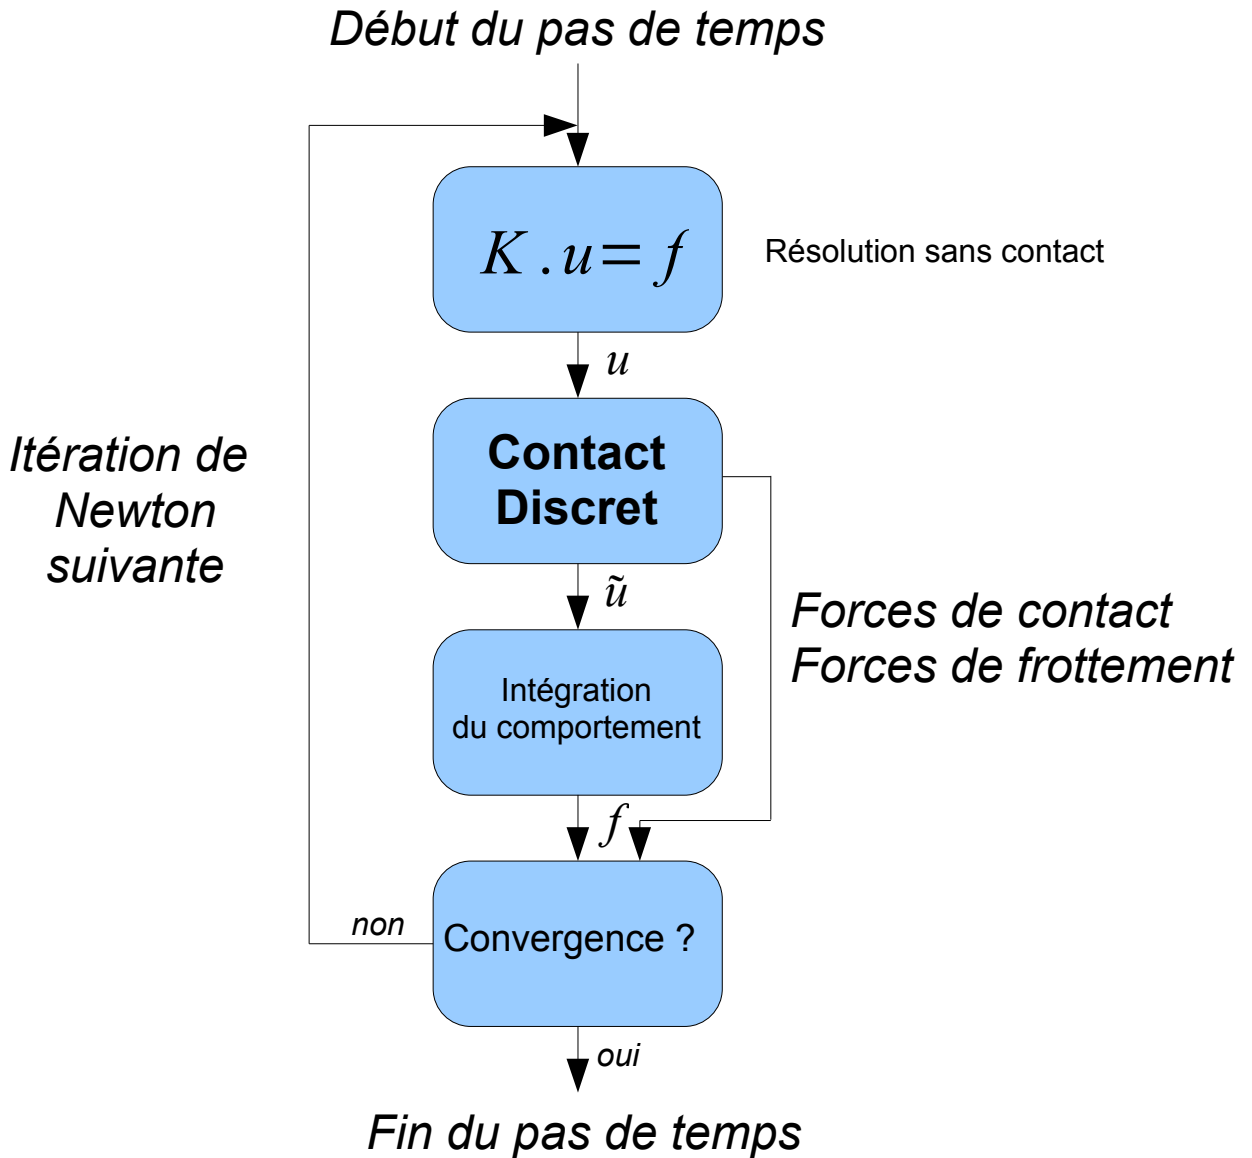 Début du pas de temps
K . u = f
Résolution sans contact
u
Contact
Discret
Itération de
Newton
suivante
ũ
Forces de contact
Forces de frottement
Intégration
du comportement
f
non
Convergence ?
oui
Fin du pas de temps